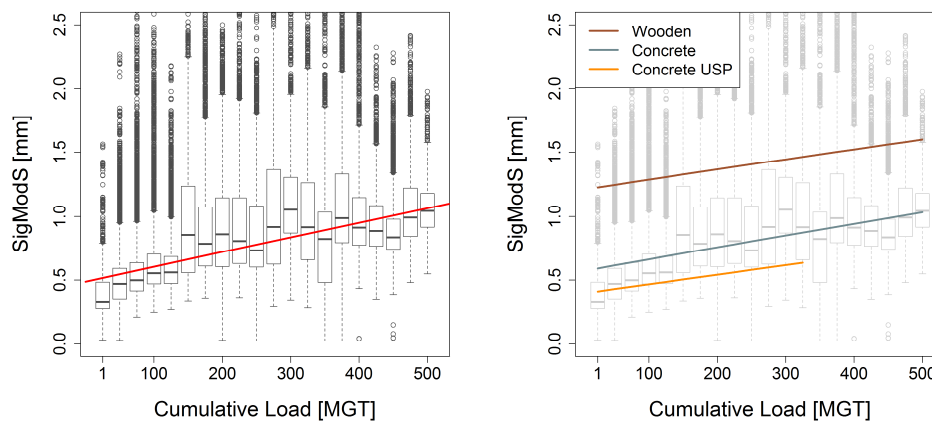 SigModS [mm]
2.5
2.0
1.5
1.0
0.5
0.0
1 100 200 300 400 500
Cumulative Load [MGT]
SigModS [mm]
2.5
2.0
1.5
1.0
0.5
0.0
Wooden
Concrete
Concrete USP
1 100 200 300 400 500
Cumulative Load [MGT]